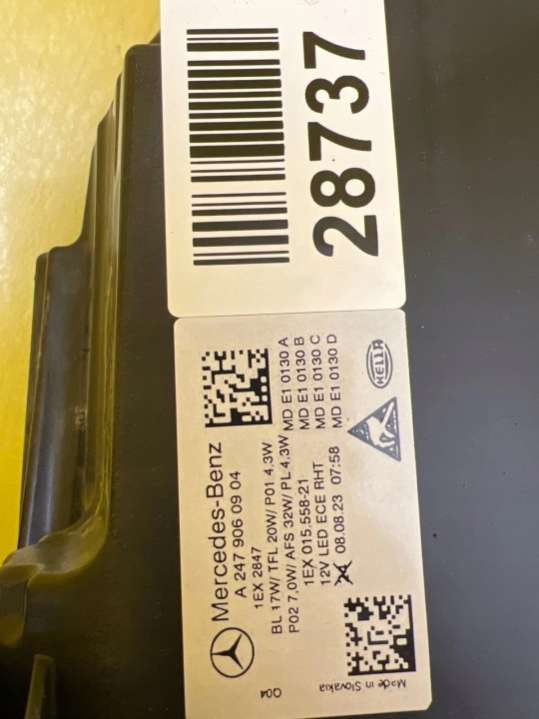 28737
Mercedes-Benz
A 247 906 09 04
1EX 2847
BL 17W/ TFL 20W/ P01 4,3W
P02 7,0W/ AFS 32W/ PL 4,3W
MD E1 0130 A
MD E1 0130 B
MD E1 0130 C
MD E1 0130 D
1EX 015.558-21
12V LED ECE RHT
08.08.23 07:58
HELLA
Q04
Made in Slovakia